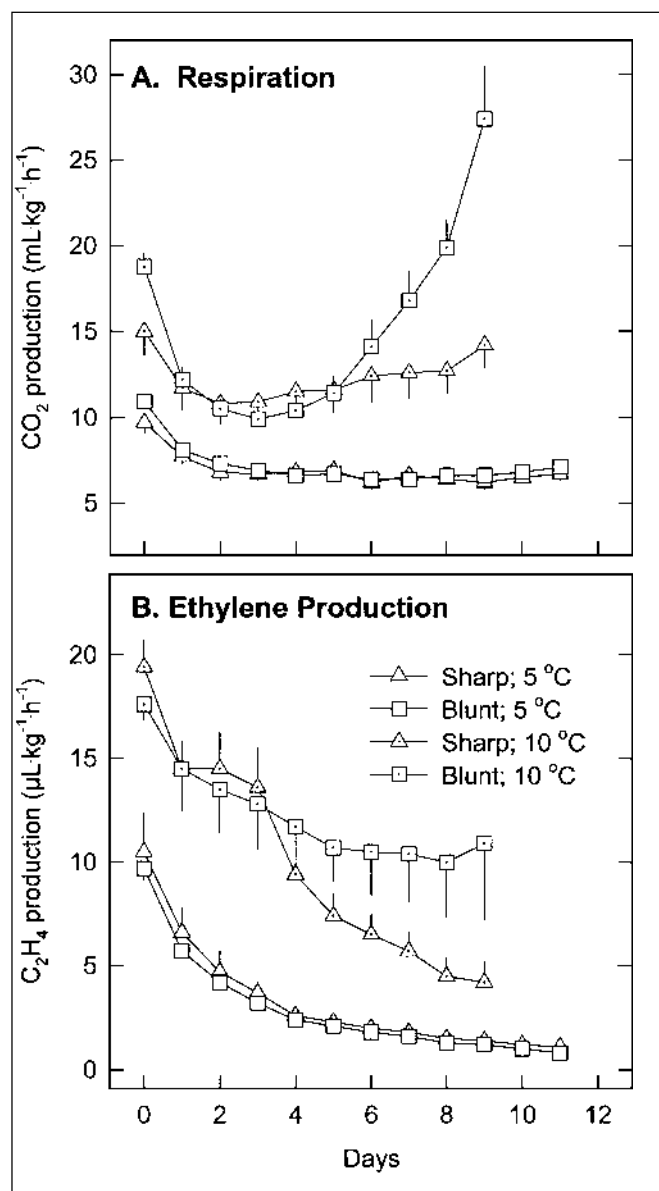 A. Respiration
30
25
20
15
10
5
CO₂ production (mL·kg⁻¹·h⁻¹)
B. Ethylene Production
20
15
10
5
0
C₂H₄ production (µL·kg⁻¹·h⁻¹)
Sharp; 5 °C
Blunt; 5 °C
Sharp; 10 °C
Blunt; 10 °C
0 2 4 6 8 10 12
Days